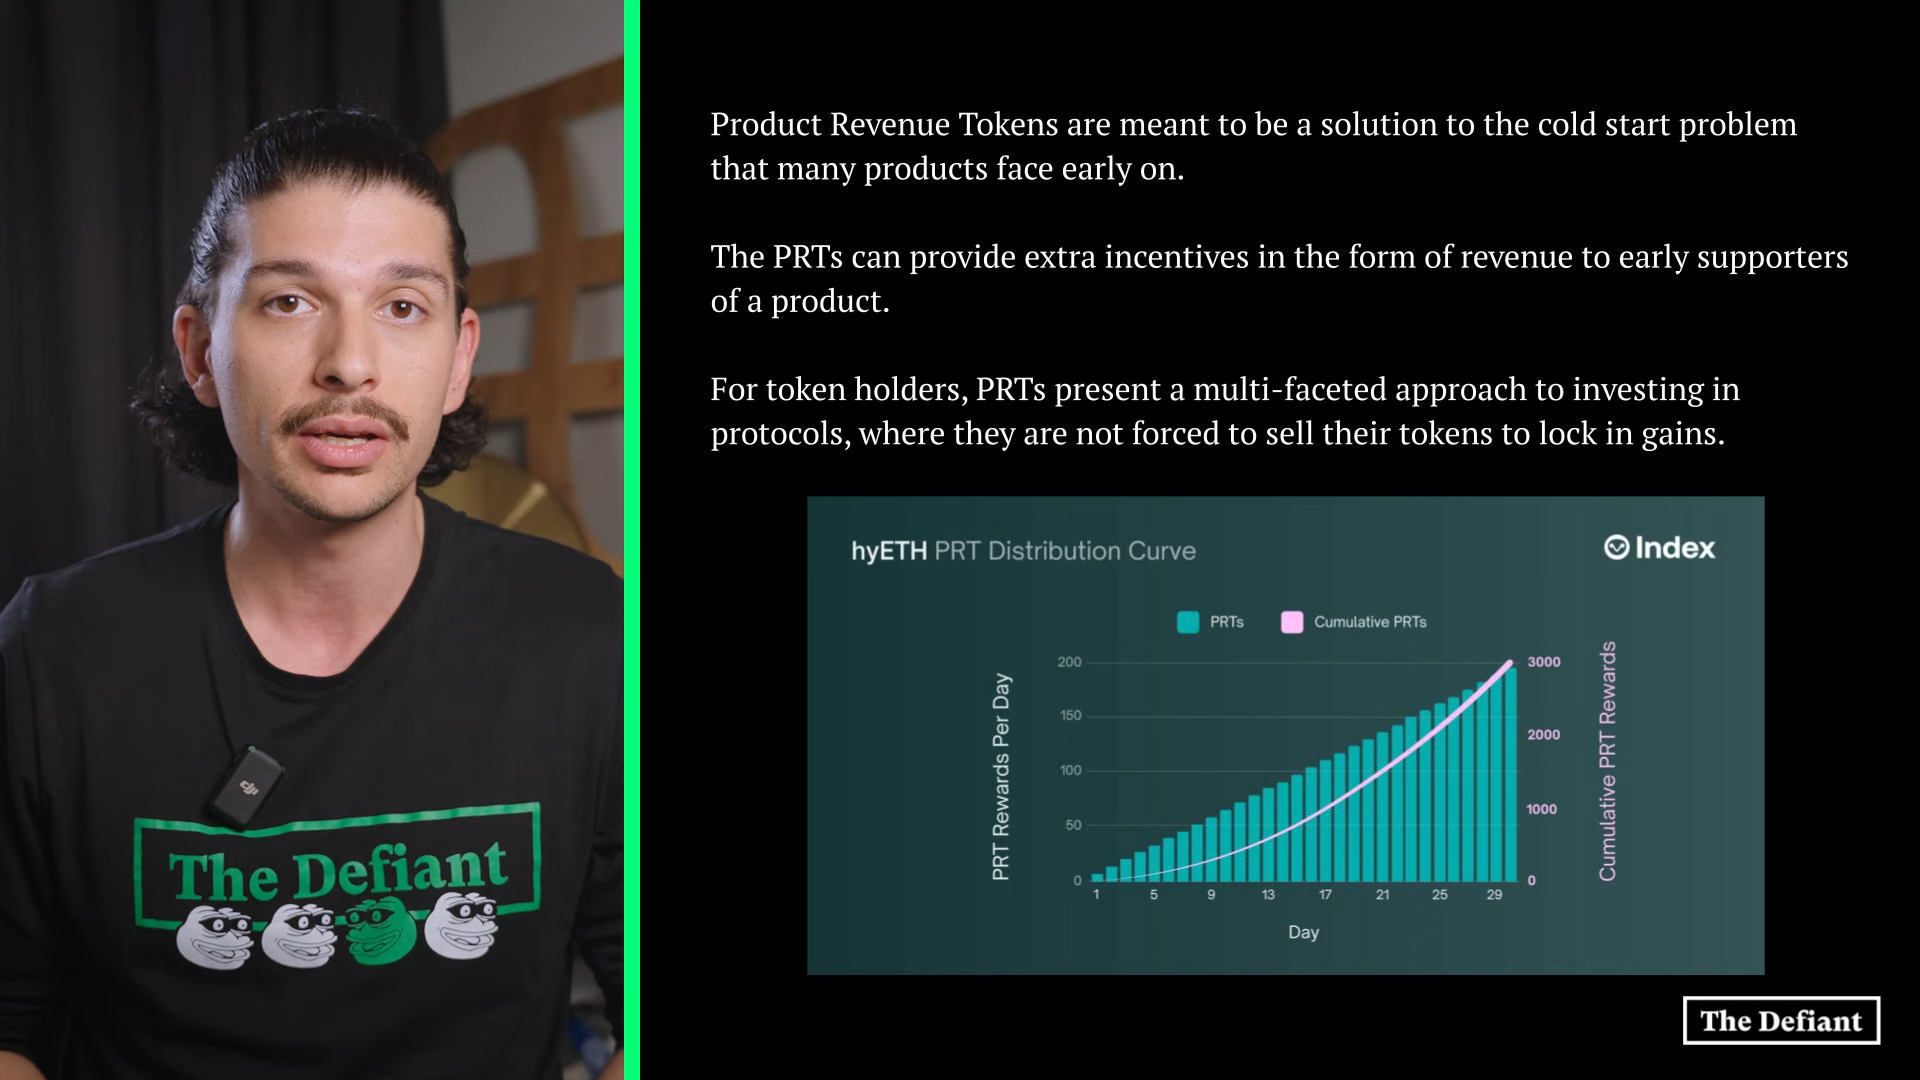 Product Revenue Tokens are meant to be a solution to the cold start problem
that many products face early on.
The PRTs can provide extra incentives in the form of revenue to early supporters
of a product.
For token holders, PRTs present a multi-faceted approach to investing in
protocols, where they are not forced to sell their tokens to lock in gains.
hyETH PRT Distribution Curve
Index
PRTs
Cumulative PRTs
PRT Rewards Per Day
200
150
100
50
0
3000
2000
1000
0
Cumulative PRT Rewards
1 5 9 13 17 21 25 29
Day
The Defiant
dji
The Defiant